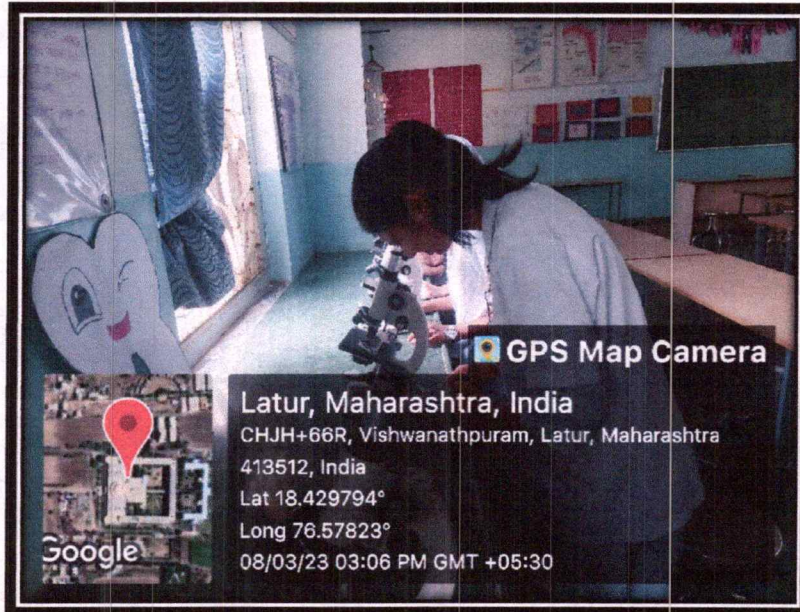 GPS Map Camera
Latur, Maharashtra, India
CHJH+66R, Vishwanathpuram, Latur, Maharashtra
413512, India
Lat 18.429794°
Long 76.57823°
08/03/23 03:06 PM GMT +05:30
Google